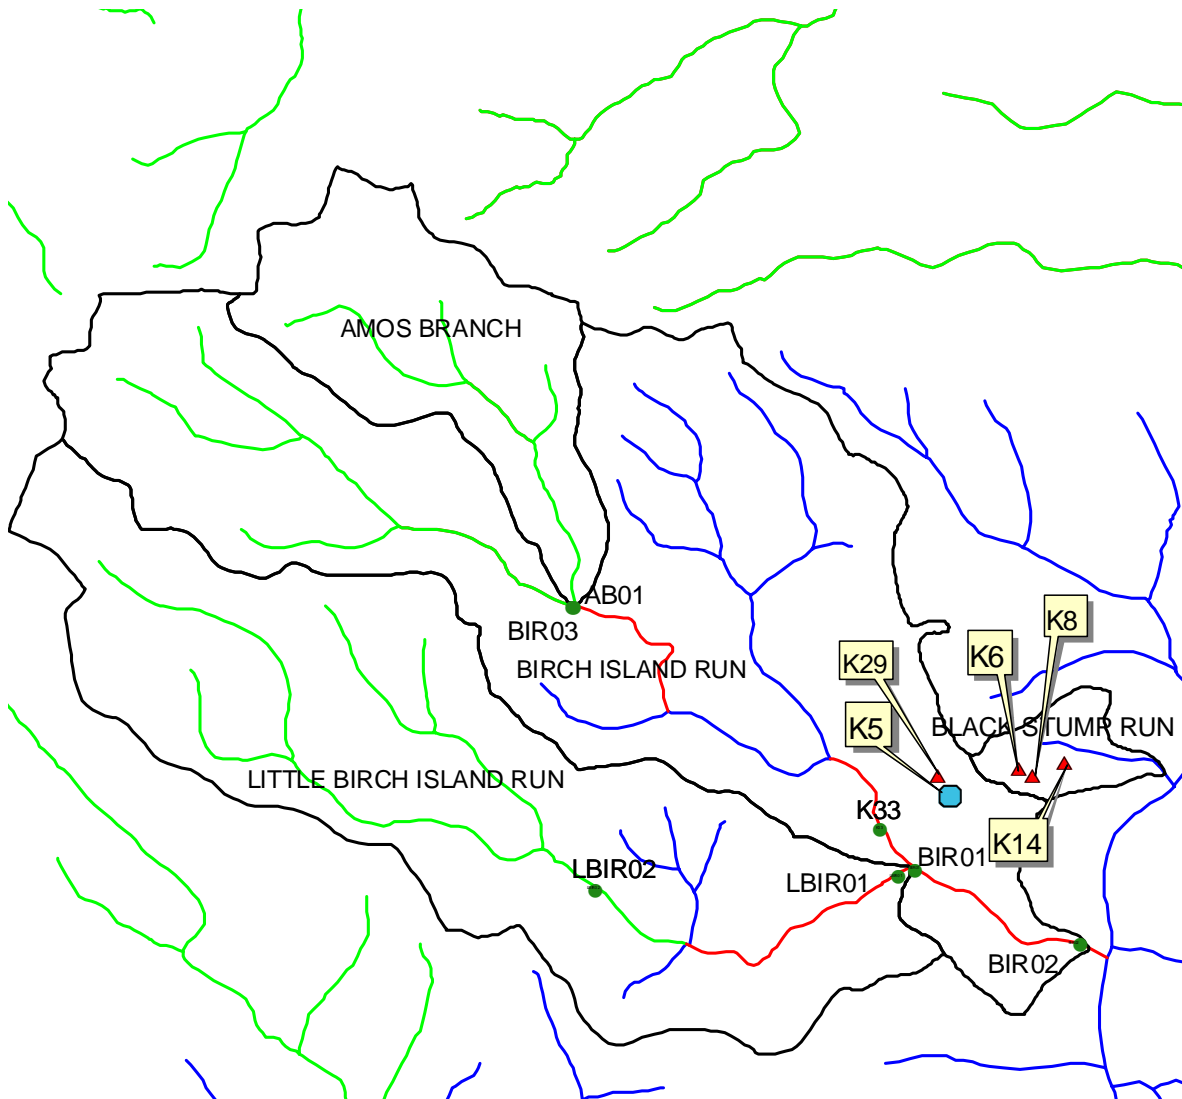 AMOS BRANCH
AB01
BIR03
K8
K6
K29
BIRCH ISLAND RUN
K5
BLACK STUMP RUN
LITTLE BIRCH ISLAND RUN
K33
K14
BIR01
LBIR02
LBIR01
BIR02